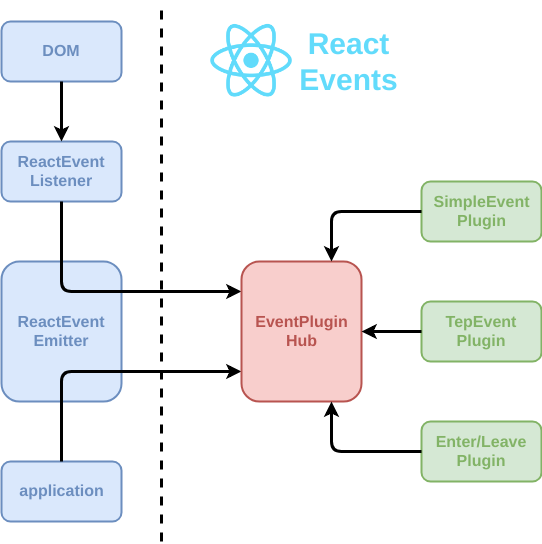 React
Events
DOM
ReactEvent
Listener
ReactEvent
Emitter
application
EventPlugin
Hub
SimpleEvent
Plugin
TepEvent
Plugin
Enter/Leave
Plugin